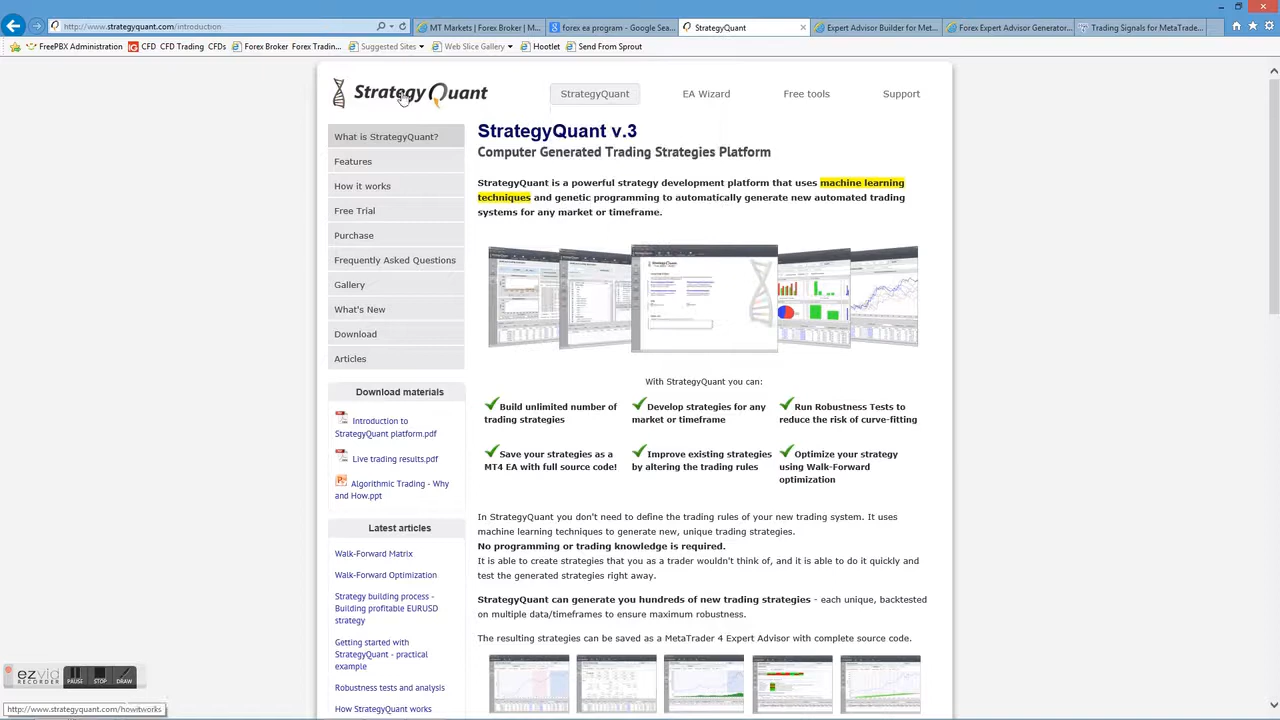 http://www.strategyquant.com/introduction
MT Markets | Forex Broker | M...
forex ea program - Google Sea...
StrategyQuant
Expert Advisor Builder for Met...
Forex Expert Advisor Generator...
Trading Signals for MetaTrade...
FreePBX Administration
CFD CFD Trading CFDs
Forex Broker Forex Tradin...
Suggested Sites
Web Slice Gallery
Hootlet
Send From Sprout
StrategyQuant
StrategyQuant
EA Wizard
Free tools
Support
What is StrategyQuant?
Features
How it works
Free Trial
Purchase
Frequently Asked Questions
Gallery
What's New
Download
Articles
Download materials
Introduction to
StrategyQuant platform.pdf
Live trading results.pdf
Algorithmic Trading - Why
and How.ppt
Latest articles
Walk-Forward Matrix
Walk-Forward Optimization
Strategy building process -
Building profitable EURUSD
strategy
Getting started with
StrategyQuant - practical
example
Robustness tests and analysis
How StrategyQuant works
StrategyQuant v.3
Computer Generated Trading Strategies Platform
StrategyQuant is a powerful strategy development platform that uses machine learning
techniques and genetic programming to automatically generate new automated trading
systems for any market or timeframe.
With StrategyQuant you can:
Build unlimited number of
trading strategies
Develop strategies for any
market or timeframe
Run Robustness Tests to
reduce the risk of curve-fitting
Save your strategies as a
MT4 EA with full source code!
Improve existing strategies
by altering the trading rules
Optimize your strategy
using Walk-Forward
optimization
In StrategyQuant you don't need to define the trading rules of your new trading system. It uses
machine learning techniques to generate new, unique trading strategies.
No programming or trading knowledge is required.
It is able to create strategies that you as a trader wouldn't think of, and it is able to do it quickly and
test the generated strategies right away.
StrategyQuant can generate you hundreds of new trading strategies - each unique, backtested
on multiple data/timeframes to ensure maximum robustness.
The resulting strategies can be saved as a MetaTrader 4 Expert Advisor with complete source code.
ezvid
RECORDER
PAUSE
STOP
DRAW
http://www.strategyquant.com/howitworks